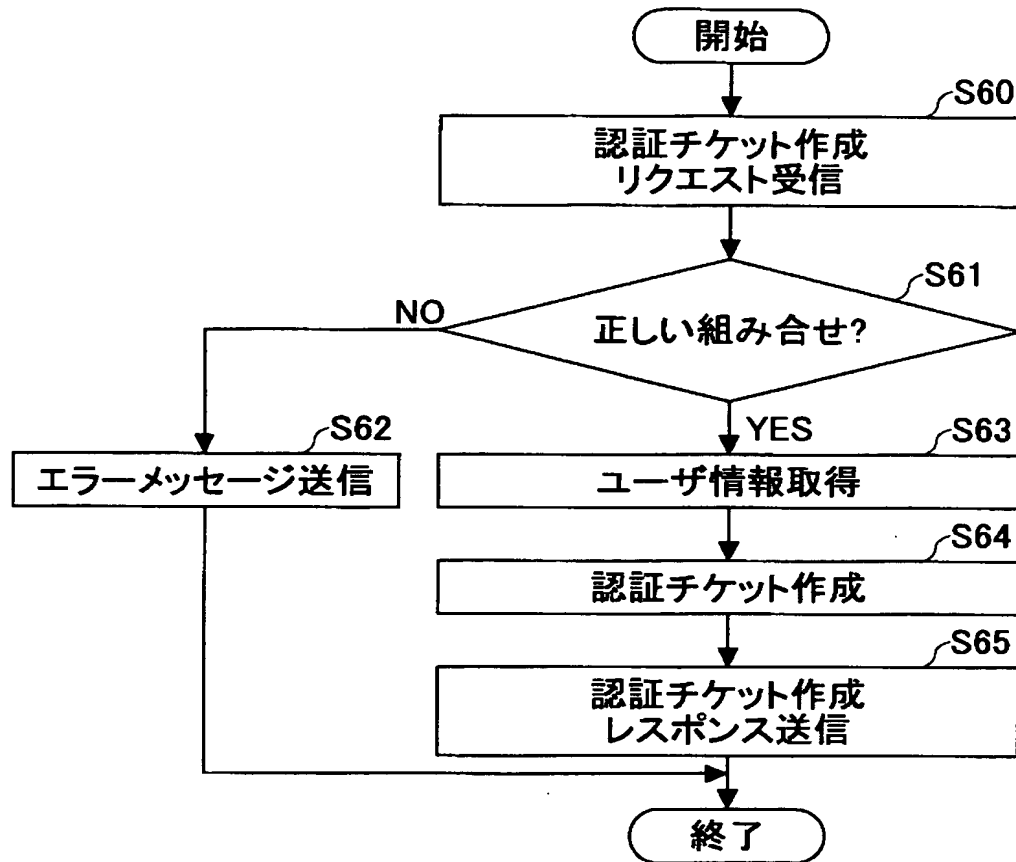 開始
S60
認証チケット作成
リクエスト受信
S61
正しい組み合せ?
NO
YES
S62
エラーメッセージ送信
S63
ユーザ情報取得
S64
認証チケット作成
S65
認証チケット作成
レスポンス送信
終了